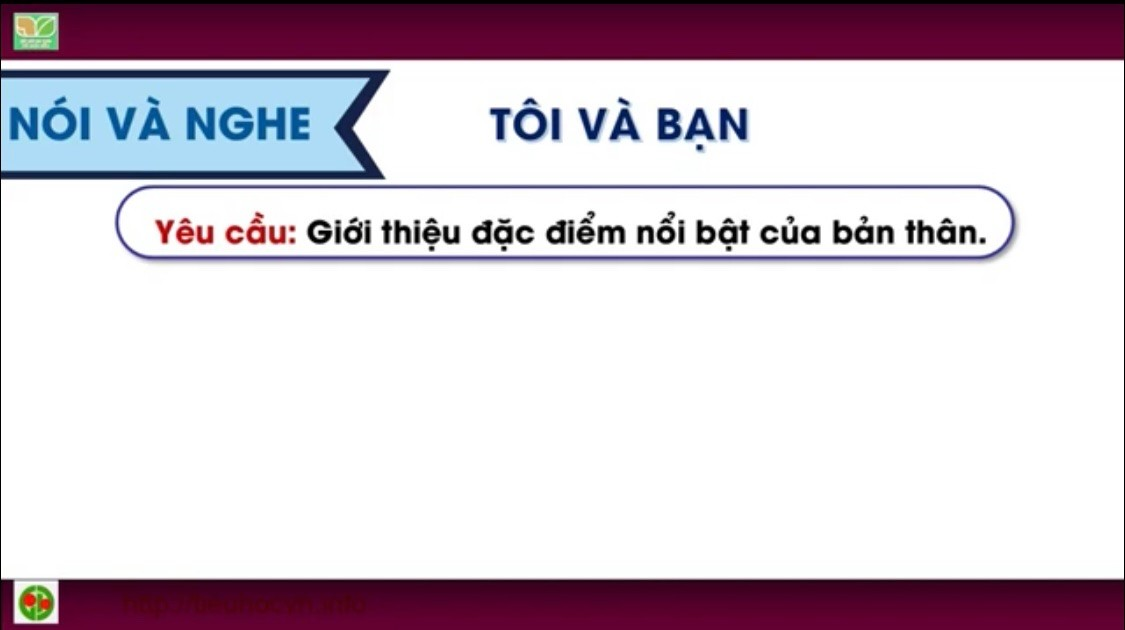 NÓI VÀ NGHE
TÔI VÀ BẠN
Yêu cầu: Giới thiệu đặc điểm nổi bật của bản thân.